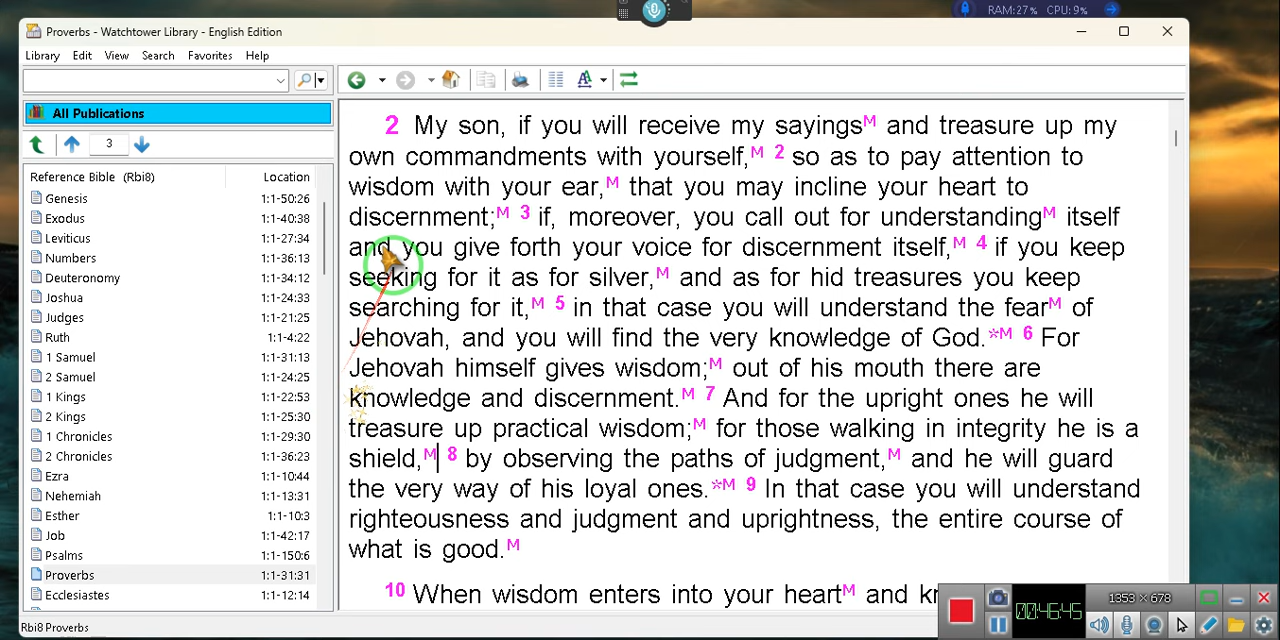 RAM:27% CPU:9%
Proverbs - Watchtower Library - English Edition
Library Edit View Search Favorites Help
All Publications
3
Reference Bible (Rbi8) Location
Genesis 1:1-50:26
Exodus 1:1-40:38
Leviticus 1:1-27:34
Numbers 1:1-36:13
Deuteronomy 1:1-34:12
Joshua 1:1-24:33
Judges 1:1-21:25
Ruth 1:1-4:22
1 Samuel 1:1-31:13
2 Samuel 1:1-24:25
1 Kings 1:1-22:53
2 Kings 1:1-25:30
1 Chronicles 1:1-29:30
2 Chronicles 1:1-36:23
Ezra 1:1-10:44
Nehemiah 1:1-13:31
Esther 1:1-10:3
Job 1:1-42:17
Psalms 1:1-150:6
Proverbs 1:1-31:31
Ecclesiastes 1:1-12:14
Rbi8 Proverbs
2 My son, if you will receive my sayingsM and treasure up my
own commandments with yourself,M 2 so as to pay attention to
wisdom with your ear,M that you may incline your heart to
discernment;M 3 if, moreover, you call out for understandingM itself
and you give forth your voice for discernment itself,M 4 if you keep
seeking for it as for silver,M and as for hid treasures you keep
searching for it,M 5 in that case you will understand the fearM of
Jehovah, and you will find the very knowledge of God.*M 6 For
Jehovah himself gives wisdom;M out of his mouth there are
knowledge and discernment.M 7 And for the upright ones he will
treasure up practical wisdom;M for those walking in integrity he is a
shield,M 8 by observing the paths of judgment,M and he will guard
the very way of his loyal ones.*M 9 In that case you will understand
righteousness and judgment and uprightness, the entire course of
what is good.M
10 When wisdom enters into your heartM and
1353 × 678
00:46:45